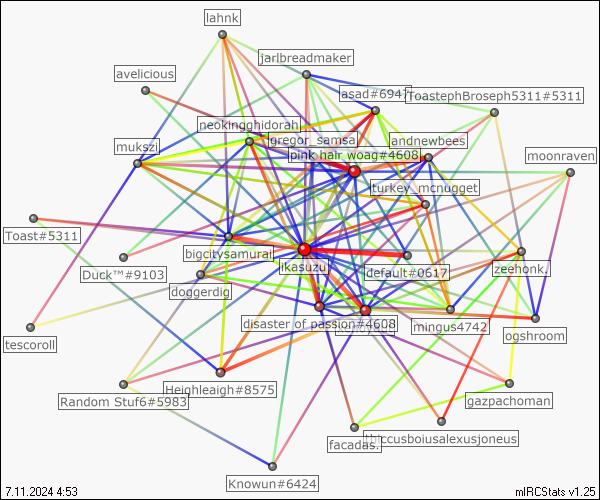 lahnk
jarlbreadmaker
avelicious
asad#6947
ToastephBroseph5311#5311
neokingghidorah
gregor_samsa
andnewbees
mukszi
pink hair, woag#4608
moonraven
turkey_mcnugget
Toast#5311
bigcitysamurai
ikasuzu
Duck™#9103
default#0617
zeehonk.
doggerdig
disaster of passion#4608
mingus4742
ogshroom
tescoroll
Heighleaigh#8575
Random Stuf6#5983
gazpachoman
facadas.
thiccusboiusalexusjoneus
Knowun#6424
7.11.2024 4:53
mIRCStats v1.25